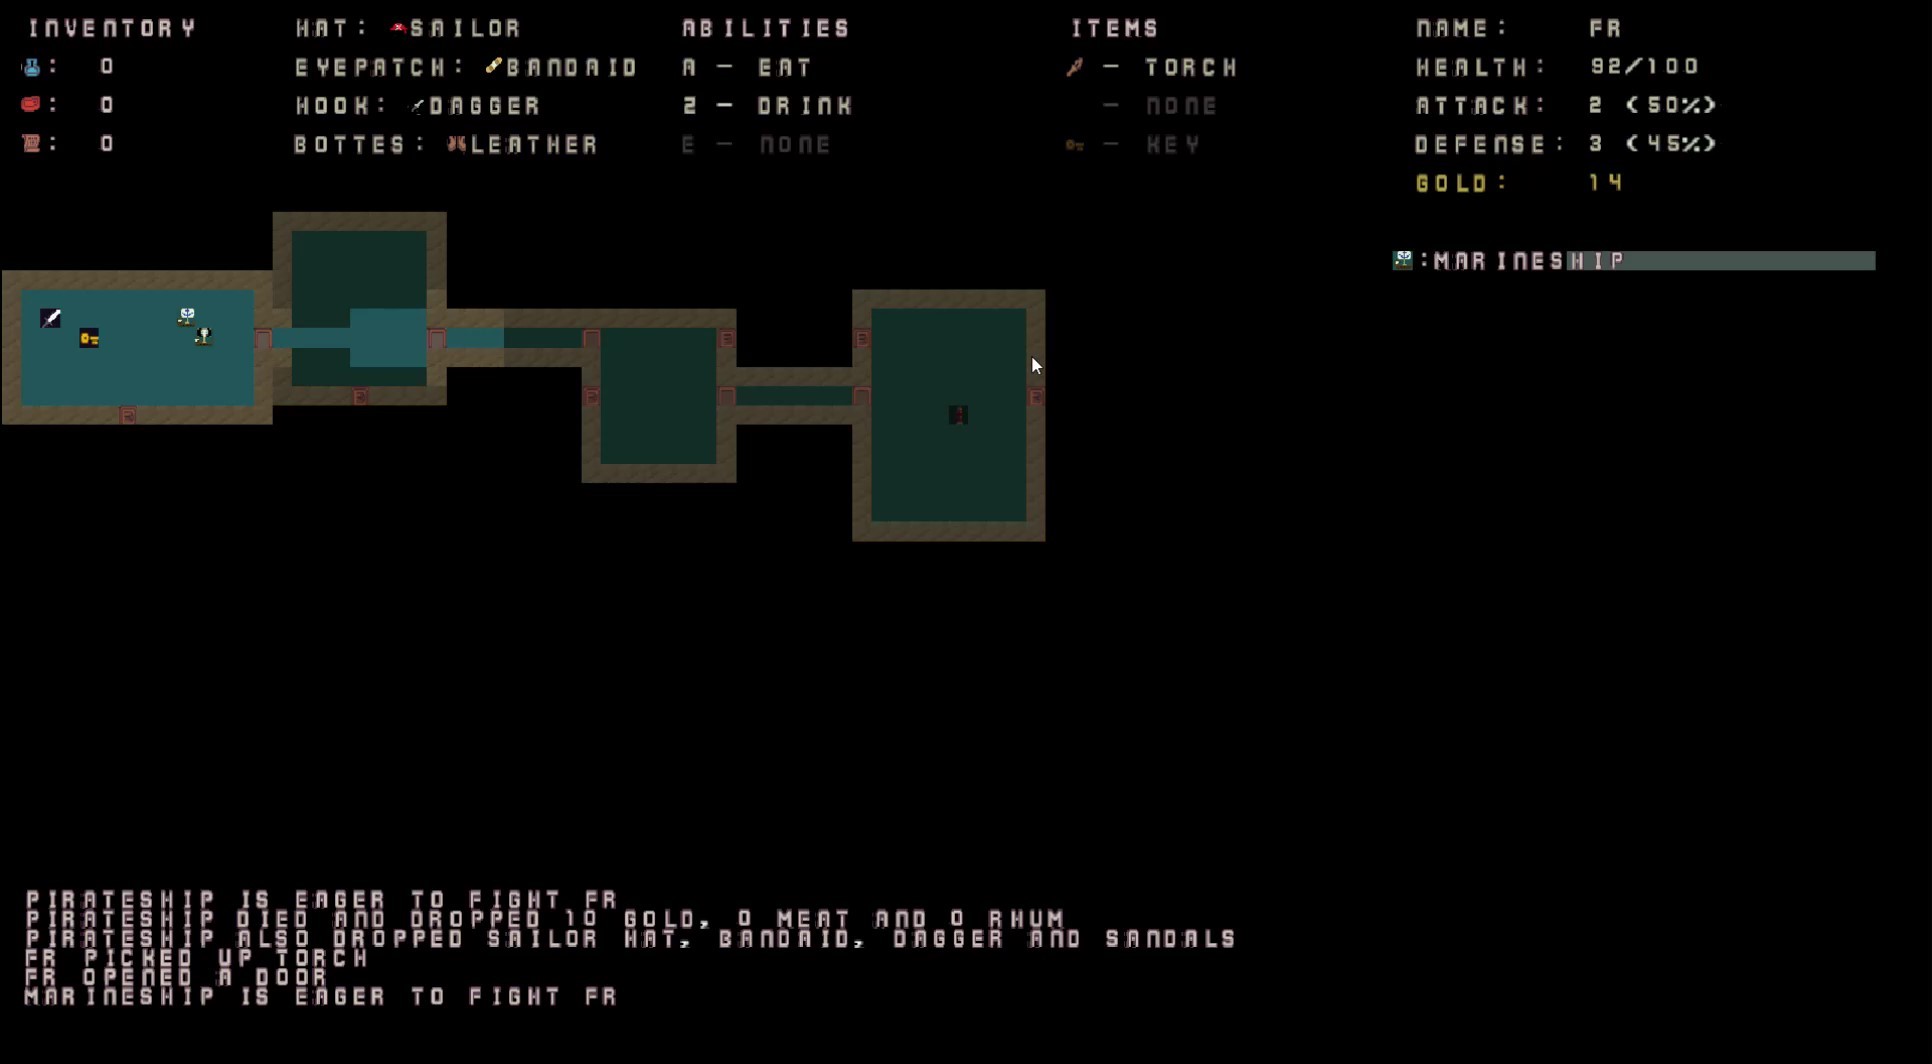 INVENTORY
: 0
: 0
: 0
HAT: SAILOR
EYEPATCH: BANDAID
HOOK: DAGGER
BOTTES: LEATHER
ABILITIES
A - EAT
2 - DRINK
E - NONE
ITEMS
- TORCH
- NONE
- KEY
NAME: FR
HEALTH: 92/100
ATTACK: 2 (50%)
DEFENSE: 3 (45%)
GOLD: 14
:MARINESHIP
PIRATESHIP IS EAGER TO FIGHT FR
PIRATESHIP DIED AND DROPPED 10 GOLD, 0 MEAT AND 0 RHUM
PIRATESHIP ALSO DROPPED SAILOR HAT, BANDAID, DAGGER AND SANDALS
FR PICKED UP TORCH
FR OPENED A DOOR
MARINESHIP IS EAGER TO FIGHT FR